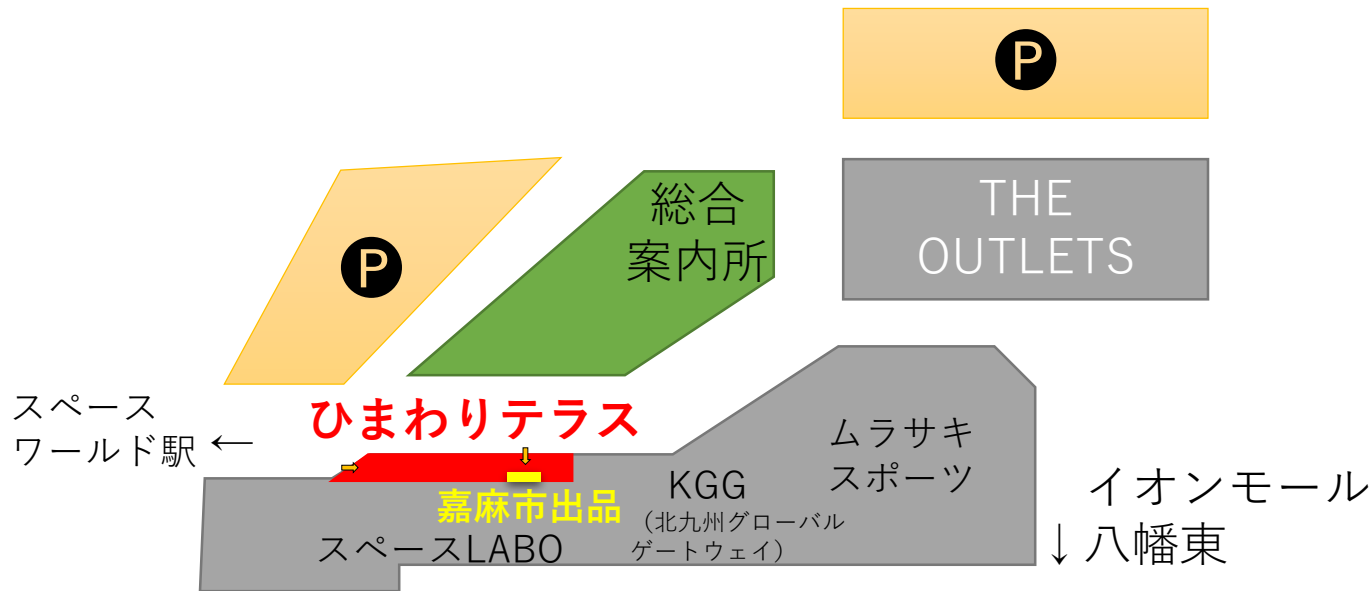 P
P
総合
案内所
THE
OUTLETS
スペース
ワールド駅 ←
ひまわりテラス
嘉麻市出品
スペースLABO
KGG
（北九州グローバル
ゲートウェイ）
ムラサキ
スポーツ
イオンモール
↓八幡東